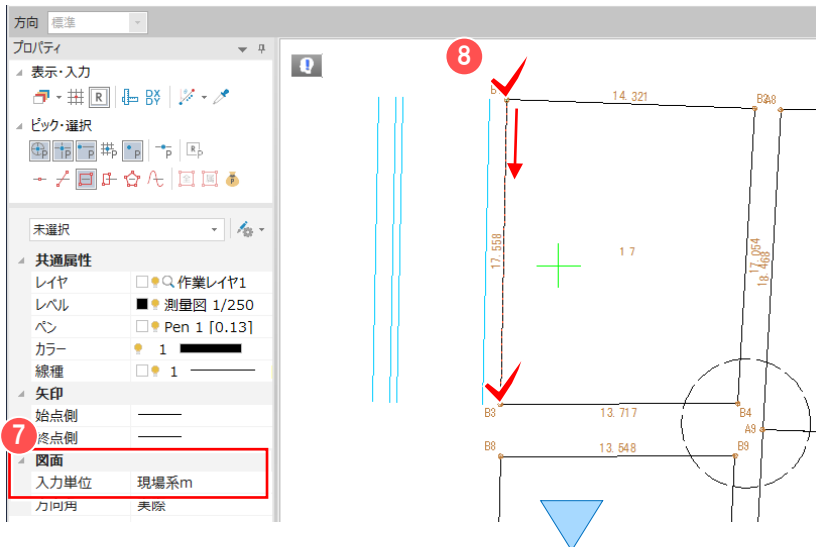 方向 標準
プロパティ
表示・入力
R DX DY
ピック・選択
P P P P P P R P
未選択
共通属性
レイヤ 作業レイヤ1
レベル 測量図 1/250
ペン Pen 1 [0.13]
カラー 1
線種 1
矢印
始点側
7
終点側
図面
入力単位 現場系m
方向角 実際
8
14.321
B2 A8
17.558
17
17.054
18.468
B3
13.717
B4
A9
B8
13.548
B9